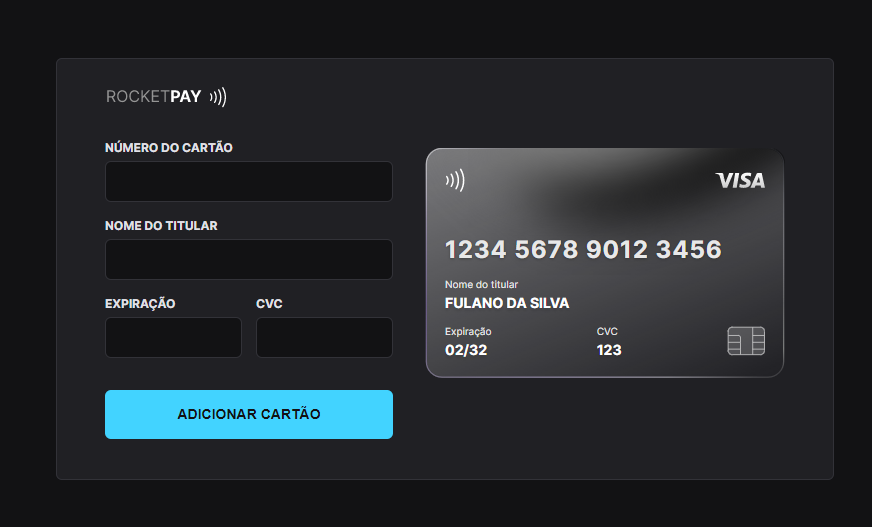 ROCKETPAY
NÚMERO DO CARTÃO
NOME DO TITULAR
EXPIRAÇÃO CVC
ADICIONAR CARTÃO
VISA
1234 5678 9012 3456
Nome do titular
FULANO DA SILVA
Expiração CVC
02/32 123